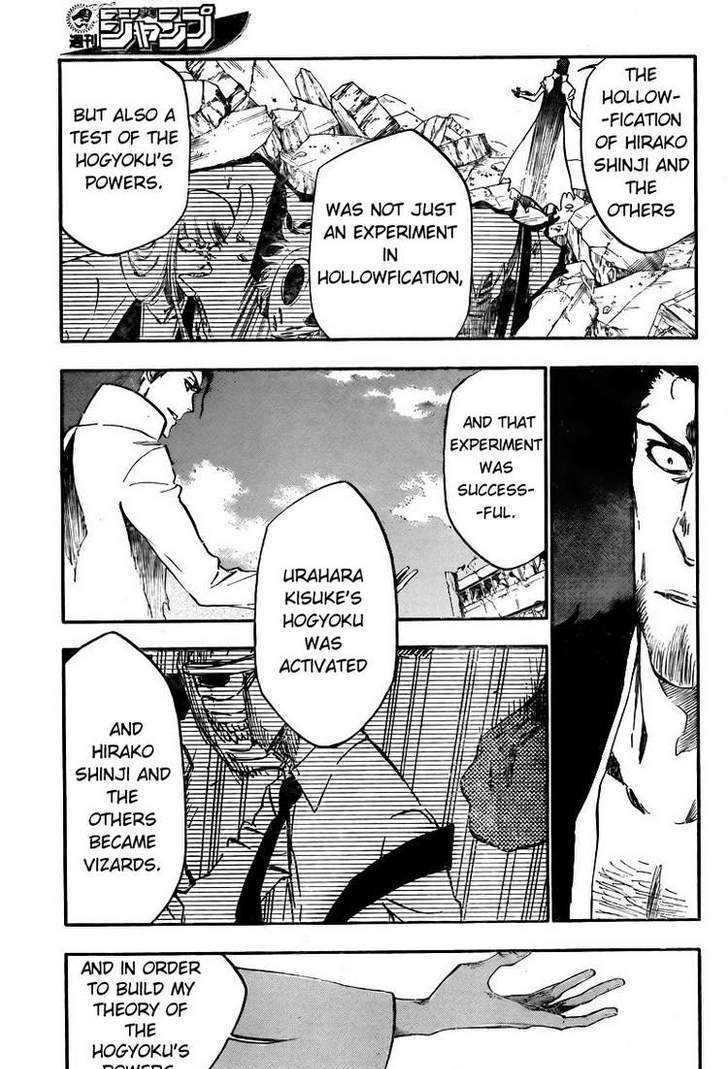 週刊
少年
ジャンプ
THE
HOLLOW-
-FICATION
OF HIRAKO
SHINJI AND
THE
OTHERS
WAS NOT JUST
AN EXPERIMENT
IN
HOLLOWFICATION,
BUT ALSO A
TEST OF THE
HOGYOKU'S
POWERS.
AND THAT
EXPERIMENT
WAS
SUCCESS-
-FUL.
URAHARA
KISUKE'S
HOGYOKU
WAS
ACTIVATED
AND
HIRAKO
SHINJI AND
THE
OTHERS
BECAME
VIZARDS.
AND IN ORDER
TO BUILD MY
THEORY OF
THE
HOGYOKU'S
POWERS